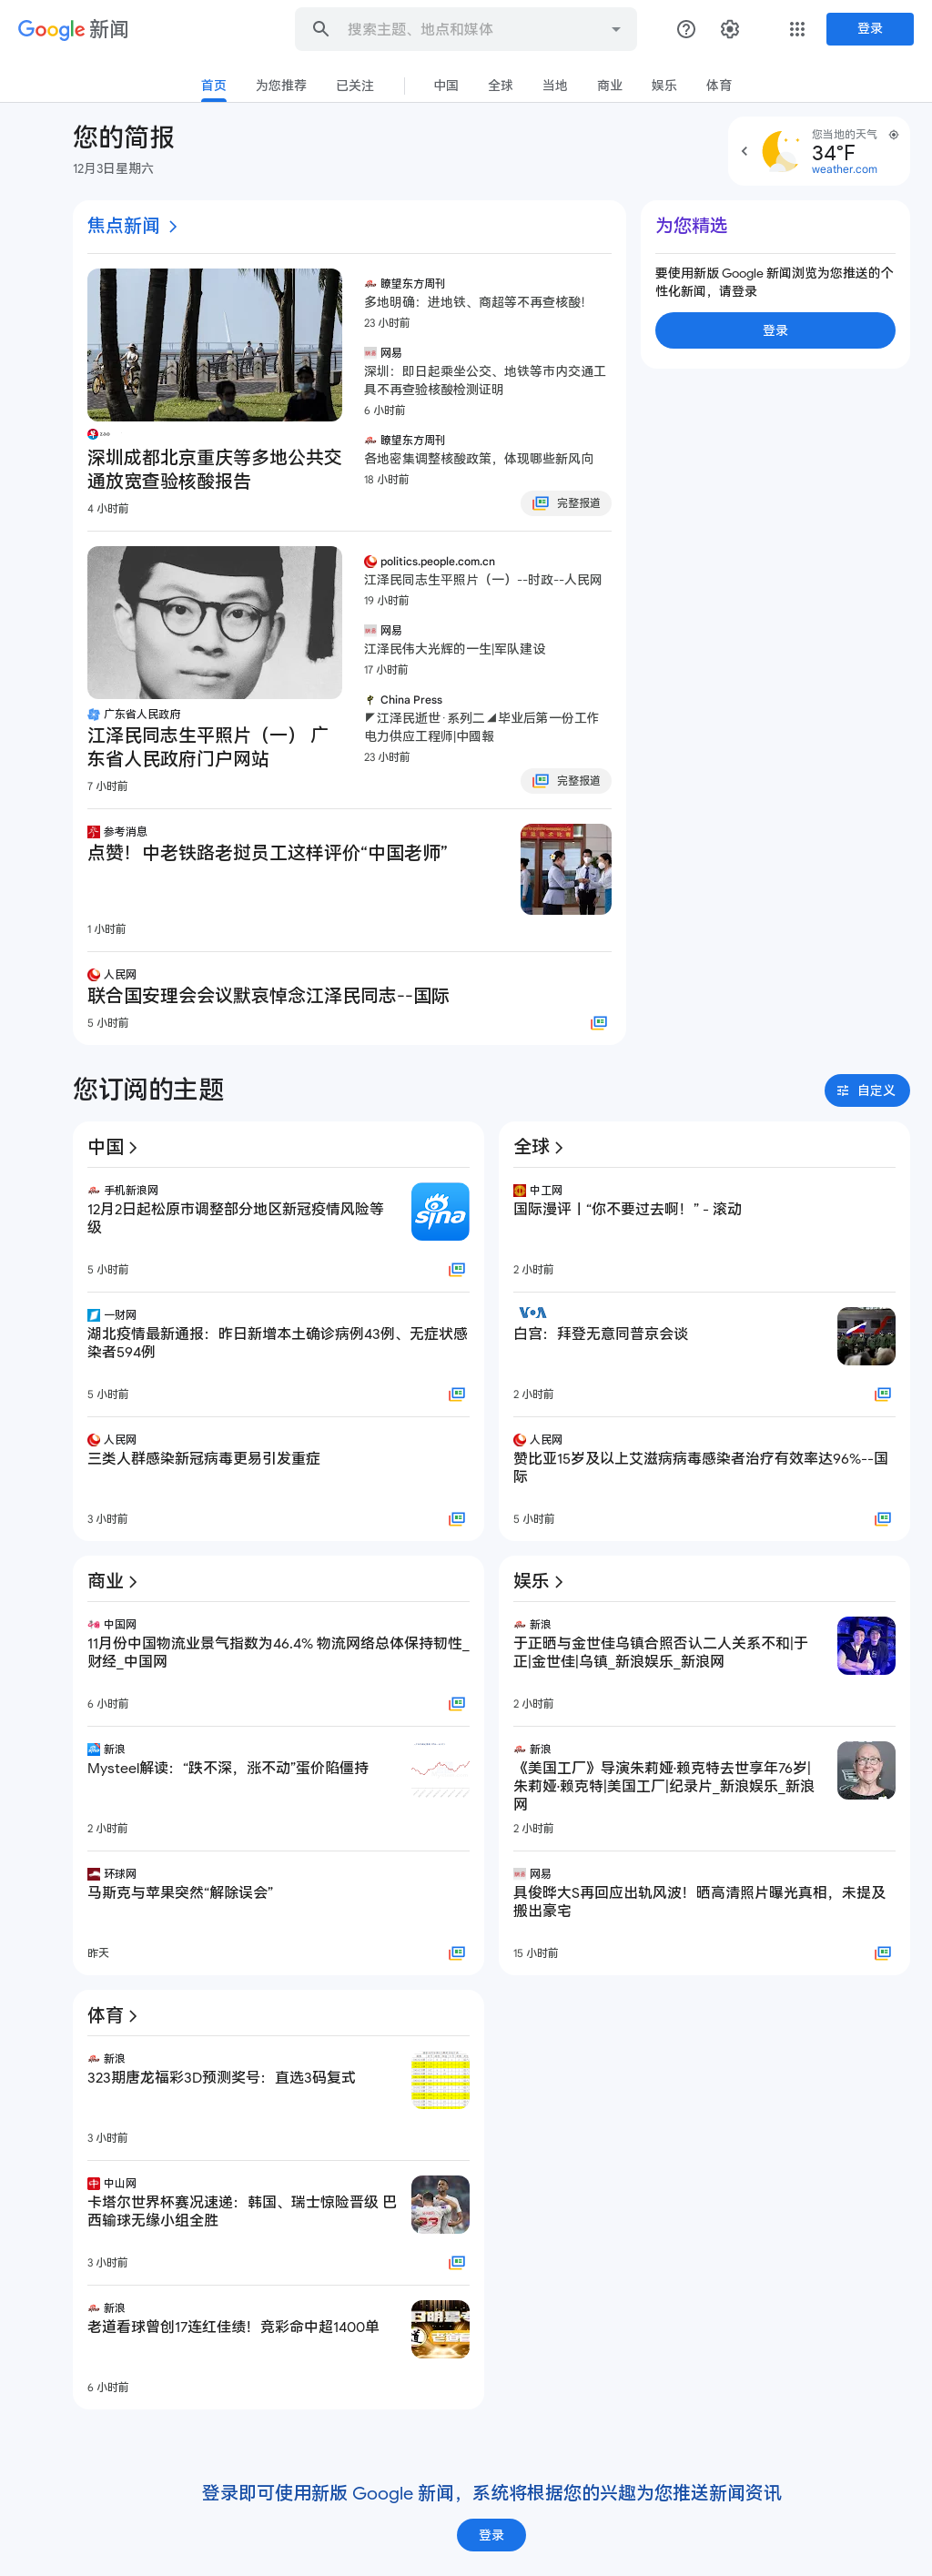 Google 新闻
搜索主题、地点和媒体
登录
首页
为您推荐
已关注
中国
全球
当地
商业
娱乐
体育
您的简报
12月3日星期六
您当地的天气
34°F
weather.com
焦点新闻
深圳成都北京重庆等多地公共交
通放宽查验核酸报告
4 小时前
瞭望东方周刊
多地明确：进地铁、商超等不再查核酸!
23 小时前
网易
深圳：即日起乘坐公交、地铁等市内交通工
具不再查验核酸检测证明
6 小时前
瞭望东方周刊
各地密集调整核酸政策，体现哪些新风向
18 小时前
完整报道
广东省人民政府
江泽民同志生平照片（一） 广
东省人民政府门户网站
7 小时前
politics.people.com.cn
江泽民同志生平照片（一）--时政--人民网
19 小时前
网易
江泽民伟大光辉的一生|军队建设
17 小时前
China Press
◤江泽民逝世‧系列二◢毕业后第一份工作
电力供应工程师|中國報
23 小时前
完整报道
参考消息
点赞！中老铁路老挝员工这样评价“中国老师”
1 小时前
人民网
联合国安理会会议默哀悼念江泽民同志--国际
5 小时前
为您精选
要使用新版 Google 新闻浏览为您推送的个
性化新闻，请登录
登录
您订阅的主题
自定义
中国
手机新浪网
12月2日起松原市调整部分地区新冠疫情风险等
级
sina
5 小时前
一财网
湖北疫情最新通报：昨日新增本土确诊病例43例、无症状感
染者594例
5 小时前
人民网
三类人群感染新冠病毒更易引发重症
3 小时前
全球
中工网
国际漫评丨“你不要过去啊！” - 滚动
2 小时前
VOA
白宫：拜登无意同普京会谈
2 小时前
人民网
赞比亚15岁及以上艾滋病病毒感染者治疗有效率达96%--国
际
5 小时前
商业
中国网
11月份中国物流业景气指数为46.4% 物流网络总体保持韧性_
财经_中国网
6 小时前
新浪
Mysteel解读：“跌不深，涨不动”蛋价陷僵持
2 小时前
环球网
马斯克与苹果突然“解除误会”
昨天
娱乐
新浪
于正晒与金世佳乌镇合照否认二人关系不和|于
正|金世佳|乌镇_新浪娱乐_新浪网
2 小时前
新浪
《美国工厂》导演朱莉娅·赖克特去世享年76岁|
朱莉娅·赖克特|美国工厂|纪录片_新浪娱乐_新浪
网
2 小时前
网易
具俊晔大S再回应出轨风波！晒高清照片曝光真相，未提及
搬出豪宅
15 小时前
体育
新浪
323期唐龙福彩3D预测奖号：直选3码复式
3 小时前
中山网
卡塔尔世界杯赛况速递：韩国、瑞士惊险晋级 巴
西输球无缘小组全胜
3 小时前
新浪
老道看球曾创17连红佳绩！竞彩命中超1400单
6 小时前
登录即可使用新版 Google 新闻，系统将根据您的兴趣为您推送新闻资讯
登录